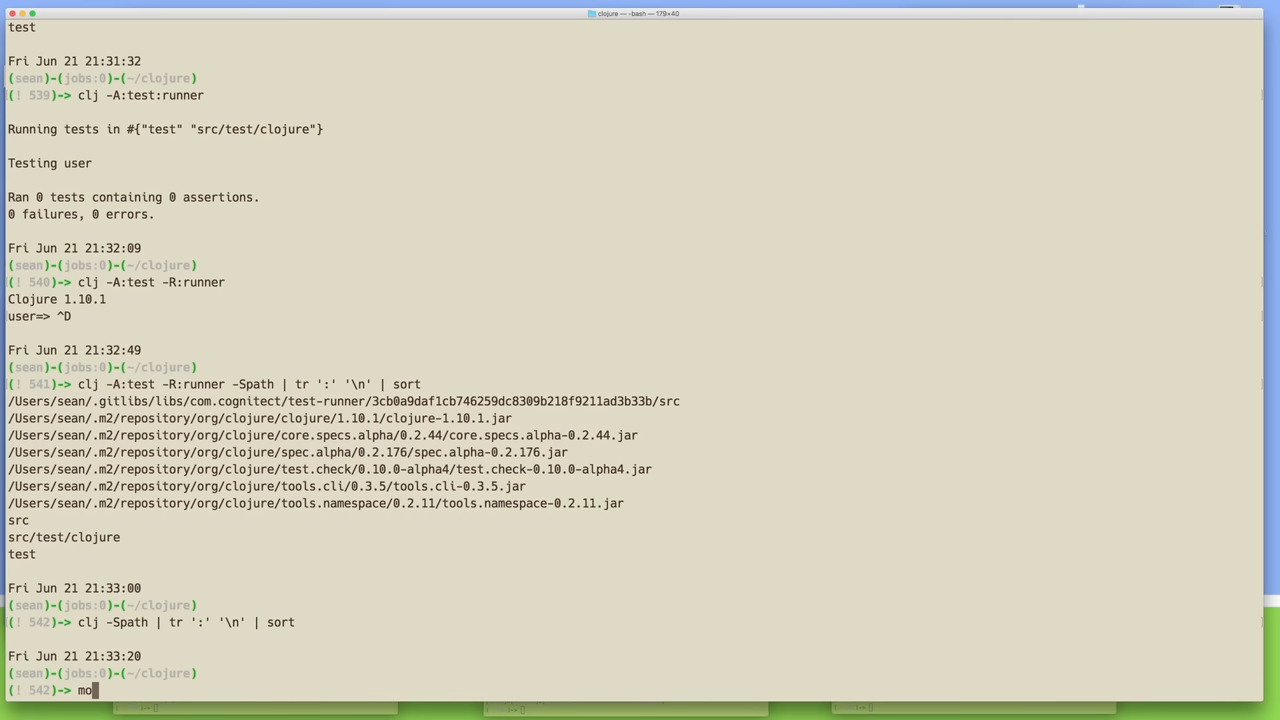 clojure — -bash — 179×40
test
Fri Jun 21 21:31:32
(sean)-(jobs:0)-(~/clojure)
(! 539)-> clj -A:test:runner
Running tests in #{"test" "src/test/clojure"}
Testing user
Ran 0 tests containing 0 assertions.
0 failures, 0 errors.
Fri Jun 21 21:32:09
(sean)-(jobs:0)-(~/clojure)
(! 540)-> clj -A:test -R:runner
Clojure 1.10.1
user=> ^D
Fri Jun 21 21:32:49
(sean)-(jobs:0)-(~/clojure)
(! 541)-> clj -A:test -R:runner -Spath | tr ':' '\n' | sort
/Users/sean/.gitlibs/libs/com.cognitect/test-runner/3cb0a9daf1cb746259dc8309b218f9211ad3b33b/src
/Users/sean/.m2/repository/org/clojure/clojure/1.10.1/clojure-1.10.1.jar
/Users/sean/.m2/repository/org/clojure/core.specs.alpha/0.2.44/core.specs.alpha-0.2.44.jar
/Users/sean/.m2/repository/org/clojure/spec.alpha/0.2.176/spec.alpha-0.2.176.jar
/Users/sean/.m2/repository/org/clojure/test.check/0.10.0-alpha4/test.check-0.10.0-alpha4.jar
/Users/sean/.m2/repository/org/clojure/tools.cli/0.3.5/tools.cli-0.3.5.jar
/Users/sean/.m2/repository/org/clojure/tools.namespace/0.2.11/tools.namespace-0.2.11.jar
src
src/test/clojure
test
Fri Jun 21 21:33:00
(sean)-(jobs:0)-(~/clojure)
(! 542)-> clj -Spath | tr ':' '\n' | sort
Fri Jun 21 21:33:20
(sean)-(jobs:0)-(~/clojure)
(! 542)-> mo